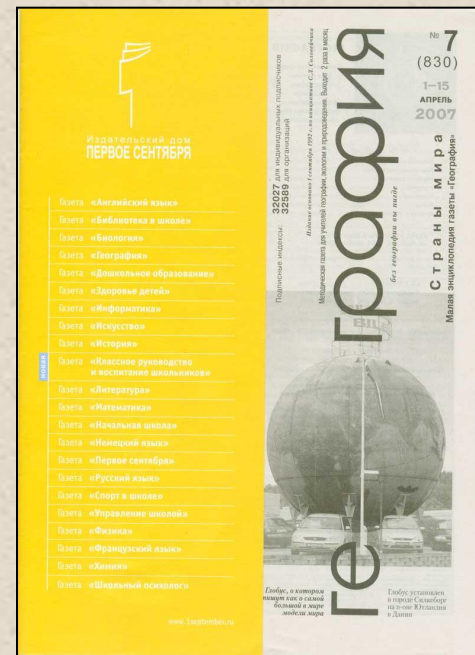 Издательский дом
ПЕРВОЕ СЕНТЯБРЯ
Газета «Английский язык»
Газета «Библиотека в школе»
Газета «Биология»
Газета «География»
Газета «Дошкольное образование»
Газета «Здоровье детей»
Газета «Информатика»
Газета «Искусство»
Газета «История»
НОВАЯ
Газета «Классное руководство
и воспитание школьников»
Газета «Литература»
Газета «Математика»
Газета «Начальная школа»
Газета «Немецкий язык»
Газета «Первое сентября»
Газета «Русский язык»
Газета «Спорт в школе»
Газета «Управление школой»
Газета «Физика»
Газета «Французский язык»
Газета «Химия»
Газета «Школьный психолог»
www.1september.ru
Подписные индексы:
32027 для индивидуальных подписчиков
32589 для организаций
Издание основано 1 сентября 1992 г. по инициативе С.Л. Соловейчика
Методическая газета для учителей географии, экологии и природоведения. Выходит 2 раза в месяц
география
без географии вы нигде
№ 7
(830)
1–15
АПРЕЛЬ
2007
Страны мира
Малая энциклопедия газеты «География»
Глобус, о котором
пишут как о самой
большой в мире
модели мира
Глобус установлен
в городе Силкеборг
на п-ове Ютландия
в Дании